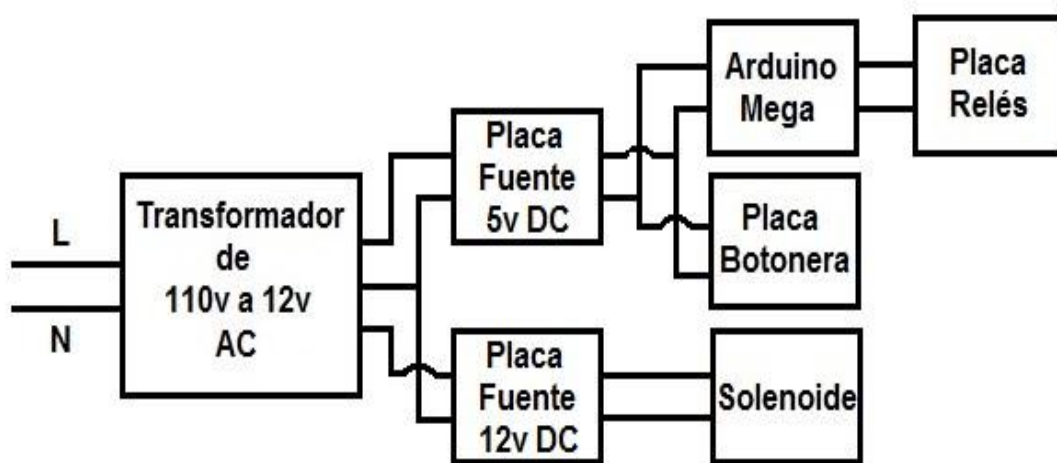 L
N
Transformador
de
110v a 12v
AC
Placa
Fuente
5v DC
Placa
Fuente
12v DC
Arduino
Mega
Placa
Relés
Placa
Botonera
Solenoide